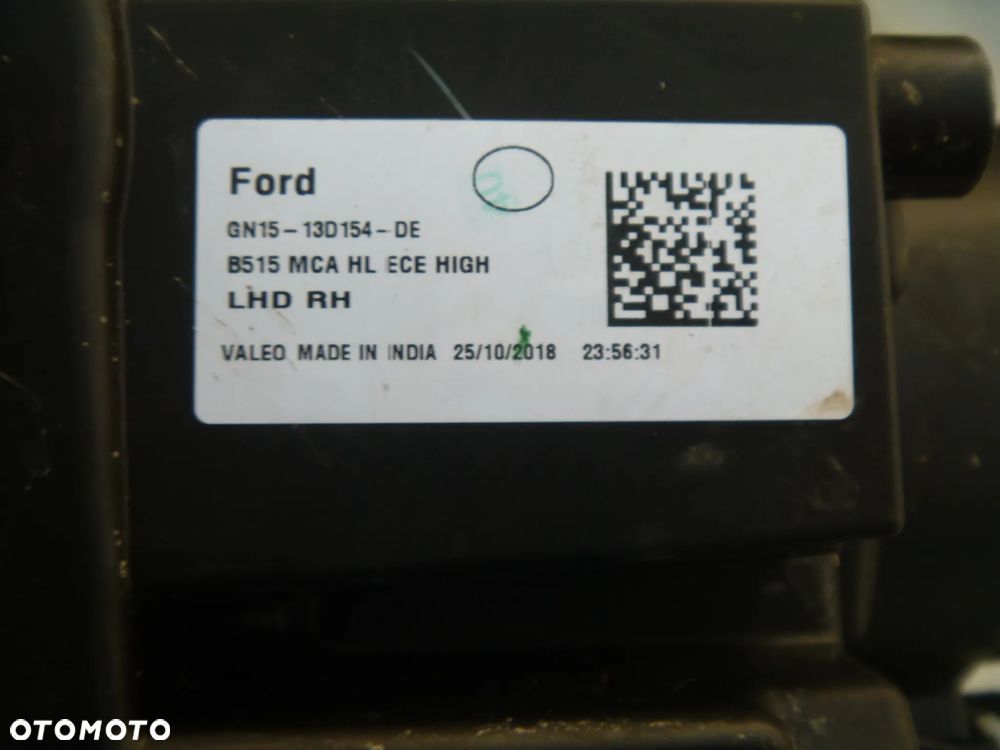 Ford
GN15-13D154-DE
B515 MCA HL ECE HIGH
LHD RH
VALEO MADE IN INDIA 25/10/2018 23:56:31
OTOMOTO